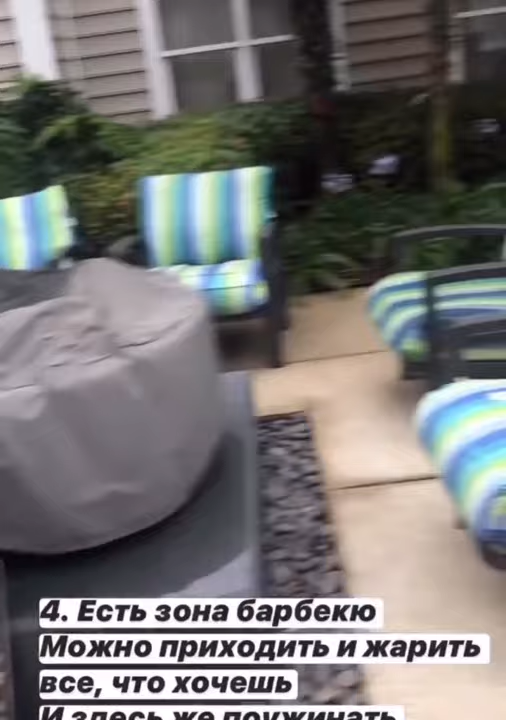 4. Есть зона барбекю
Можно приходить и жарить
все, что хочешь
И здесь же поужинать